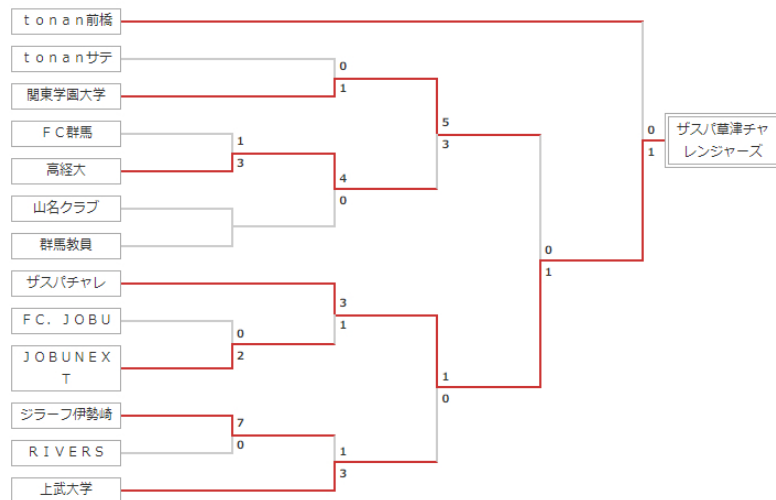 ｔｏｎａｎ前橋
ｔｏｎａｎサテ
関東学園大学
ＦＣ群馬
高経大
山名クラブ
群馬教員
ザスパチャレ
ＦＣ．ＪＯＢＵ
ＪＯＢＵＮＥＸ
Ｔ
ジラーフ伊勢崎
ＲＩＶＥＲＳ
上武大学
1
3
0
2
7
0
0
1
4
0
3
1
1
3
5
3
1
0
0
1
0
1
ザスパ草津チャ
レンジャーズ